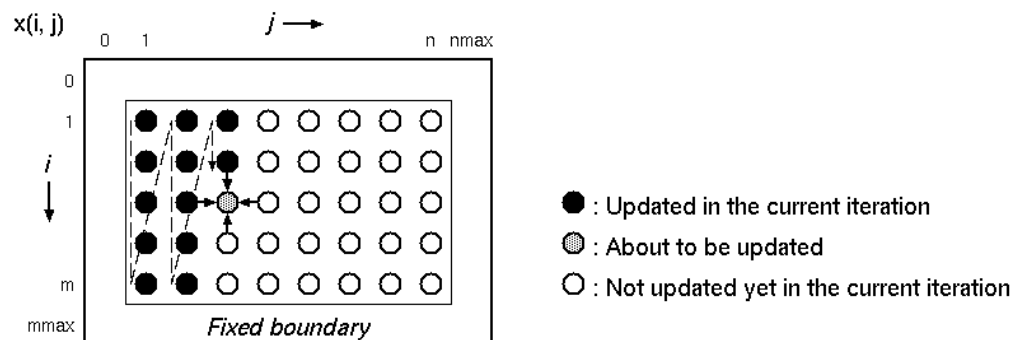 x(i, j)
j
0 1 n nmax
0
1
i
m
mmax
Fixed boundary
: Updated in the current iteration
: About to be updated
: Not updated yet in the current iteration